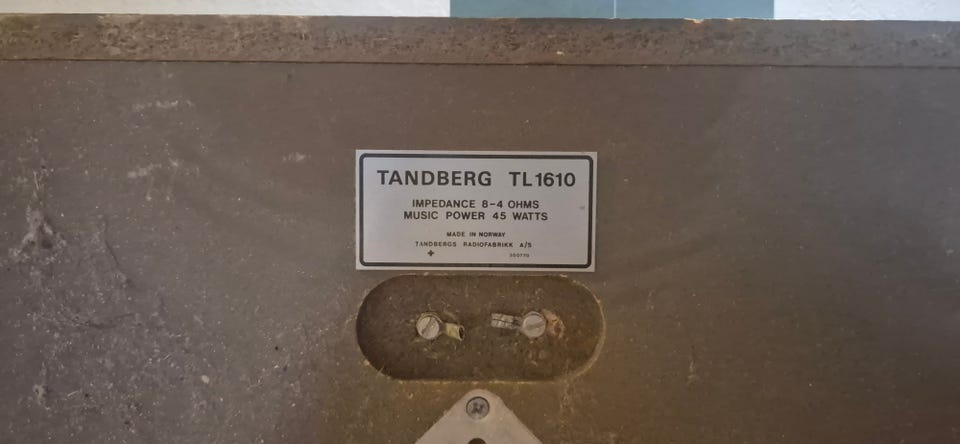 TANDBERG TL1610
IMPEDANCE 8-4 OHMS
MUSIC POWER 45 WATTS
MADE IN NORWAY
TANDBERGS RADIOFABRIKK A/S
+